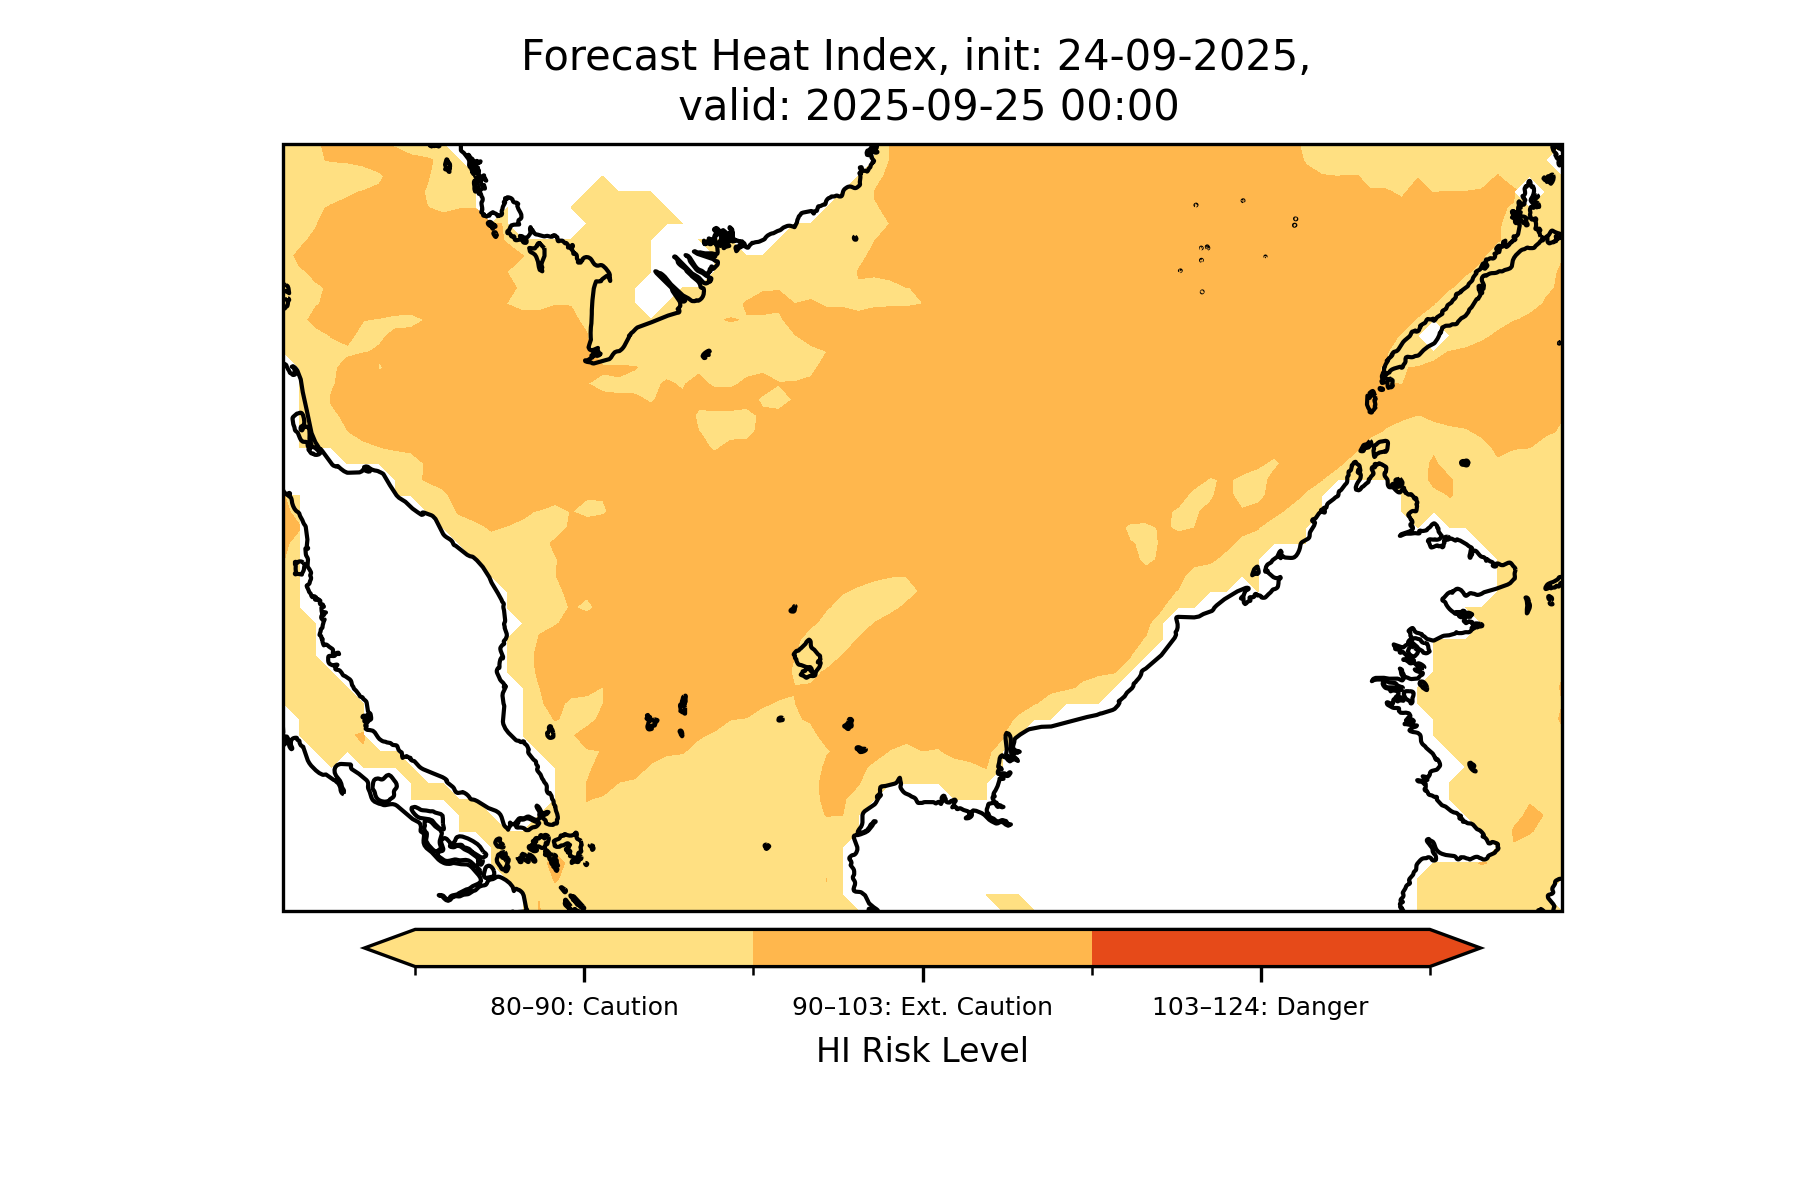 Forecast Heat Index, init: 24-09-2025,
valid: 2025-09-25 00:00
80–90: Caution
90–103: Ext. Caution
103–124: Danger
HI Risk Level